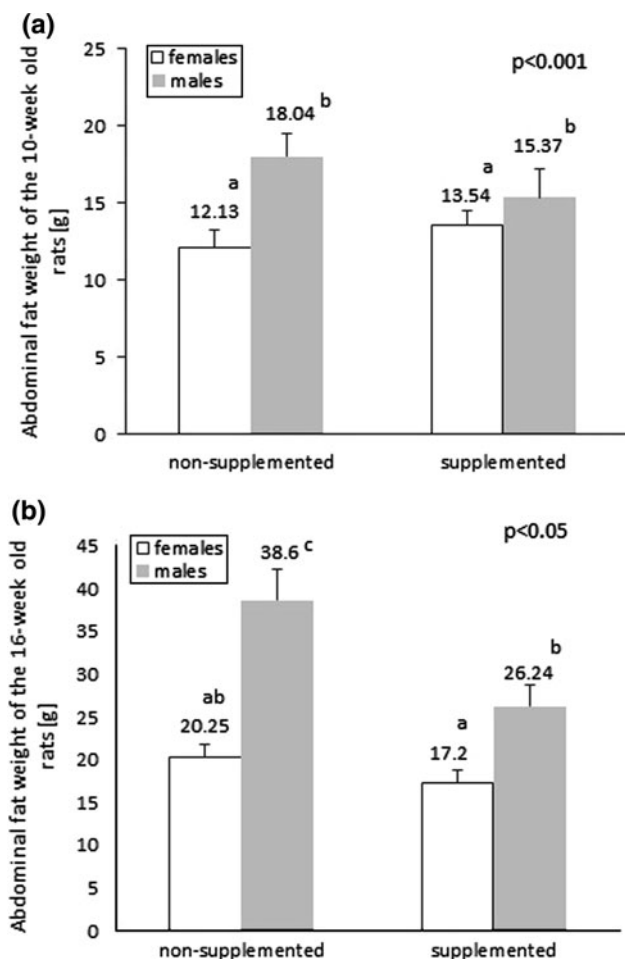 (a)
Abdominal fat weight of the 10-week old
rats [g]
25
20
15
10
5
0
females
males
p<0.001
a
12.13
18.04 b
a
13.54
b
15.37
non-supplemented
supplemented
(b)
Abdominal fat weight of the 16-week old
rats [g]
45
40
35
30
25
20
15
10
5
0
females
males
p<0.05
ab
20.25
38.6 c
a
17.2
b
26.24
non-supplemented
supplemented